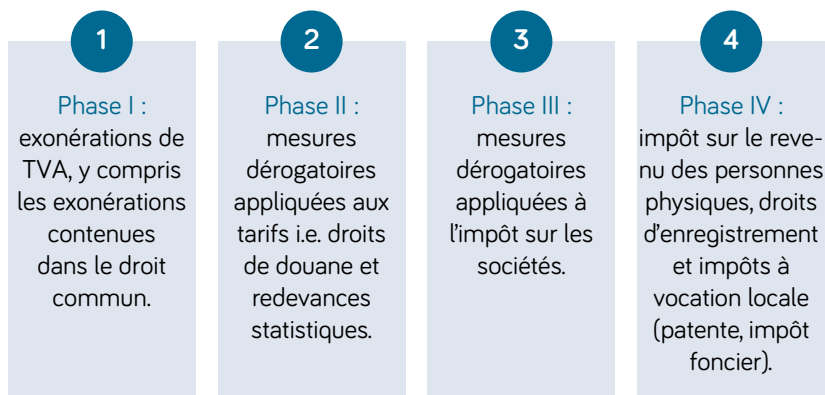 1
Phase I :
exonérations de
TVA, y compris
les exonérations
contenues
dans le droit
commun.
2
Phase II :
mesures
dérogatoires
appliquées aux
tarifs i.e. droits
de douane et
redevances
statistiques.
3
Phase III :
mesures
dérogatoires
appliquées à
l'impôt sur les
sociétés.
4
Phase IV :
impôt sur le reve-
nu des personnes
physiques, droits
d'enregistrement
et impôts à
vocation locale
(patente, impôt
foncier).